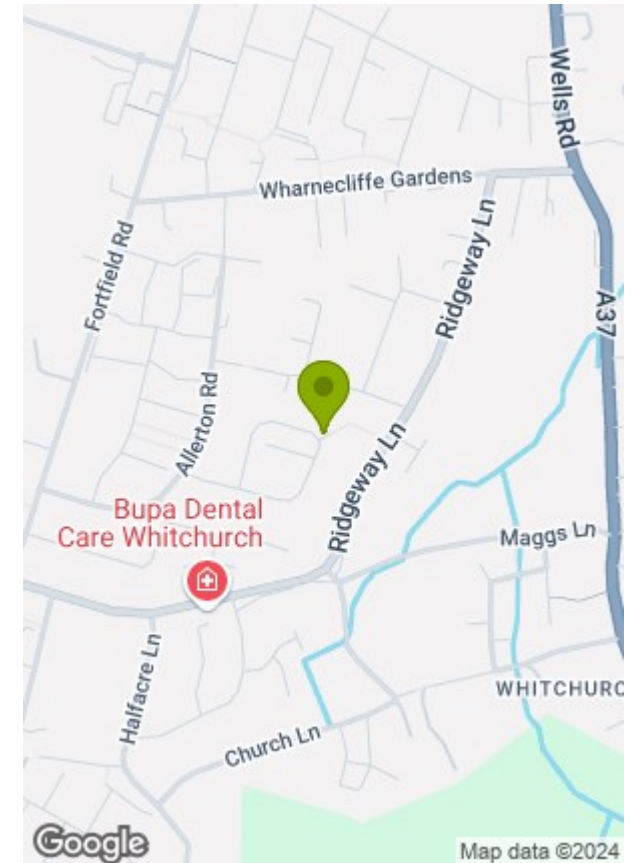 Wells Rd
Wharnecliffe Gardens
Ridgeway Ln
Fortfield Rd
A37
Allerton Rd
Ridgeway Ln
Bupa Dental
Care Whitchurch
Maggs Ln
Halfacre Ln
WHITCHURC
Church Ln
Google
Map data ©2024